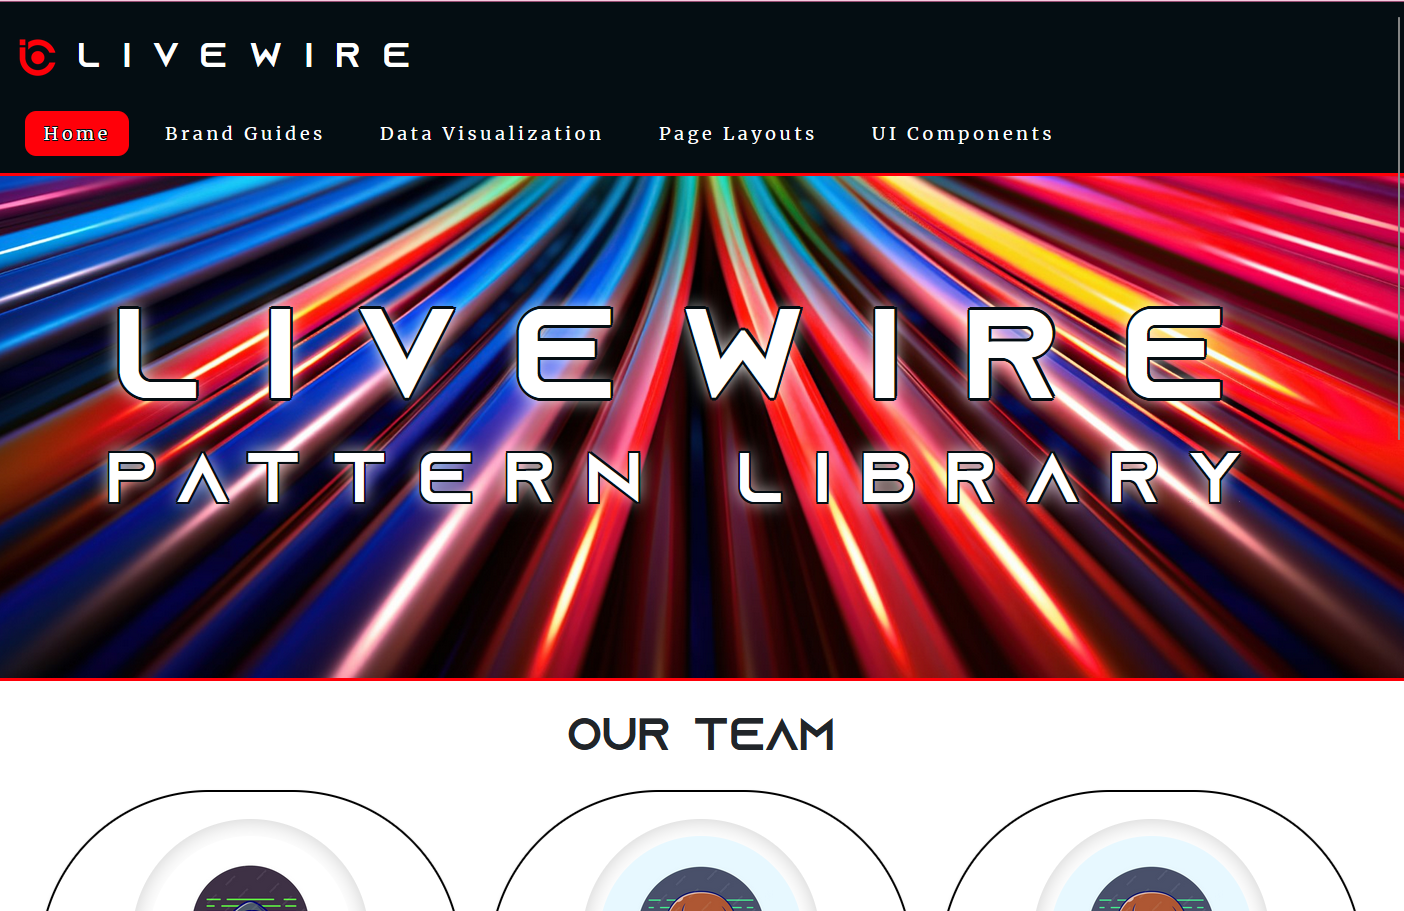 LIVEWIRE
Home Brand Guides Data Visualization Page Layouts UI Components
LIVEWIRE
PATTERN LIBRARY
OUR TEAM